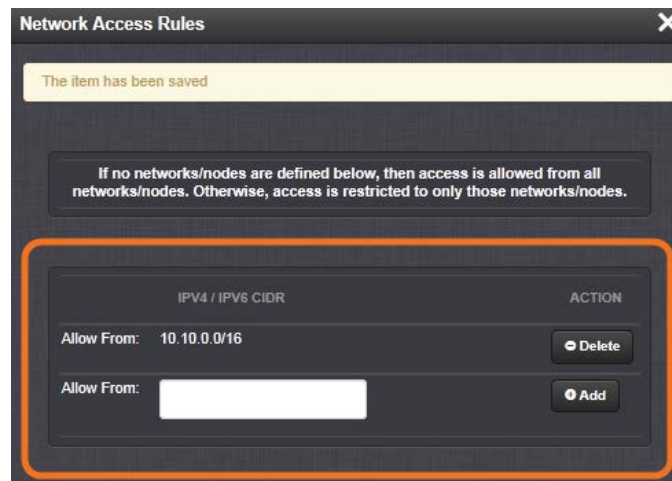 Network Access Rules
The item has been saved
If no networks/nodes are defined below, then access is allowed from all
networks/nodes. Otherwise, access is restricted to only those networks/nodes.
IPV4 / IPV6 CIDR ACTION
Allow From: 10.10.0.0/16 Delete
Allow From: Add